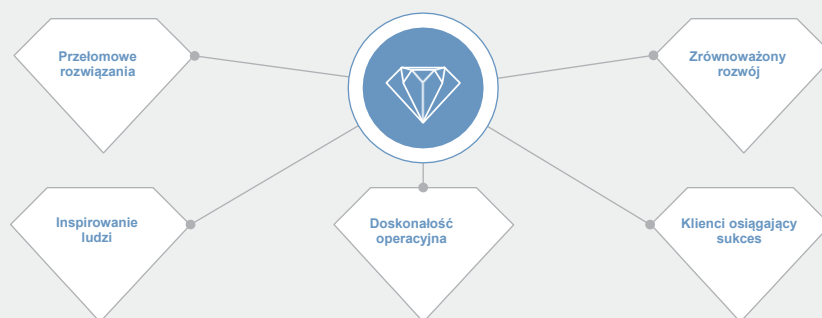 Przełomowe
rozwiązania
Zrównoważony
rozwój
Inspirowanie
ludzi
Doskonałość
operacyjna
Klienci osiągający
sukces